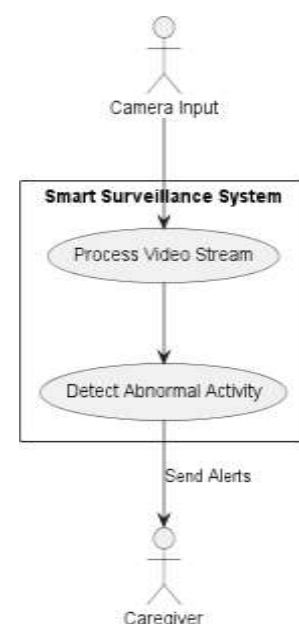 Camera Input
Smart Surveillance System
Process Video Stream
Detect Abnormal Activity
Send Alerts
Caregiver